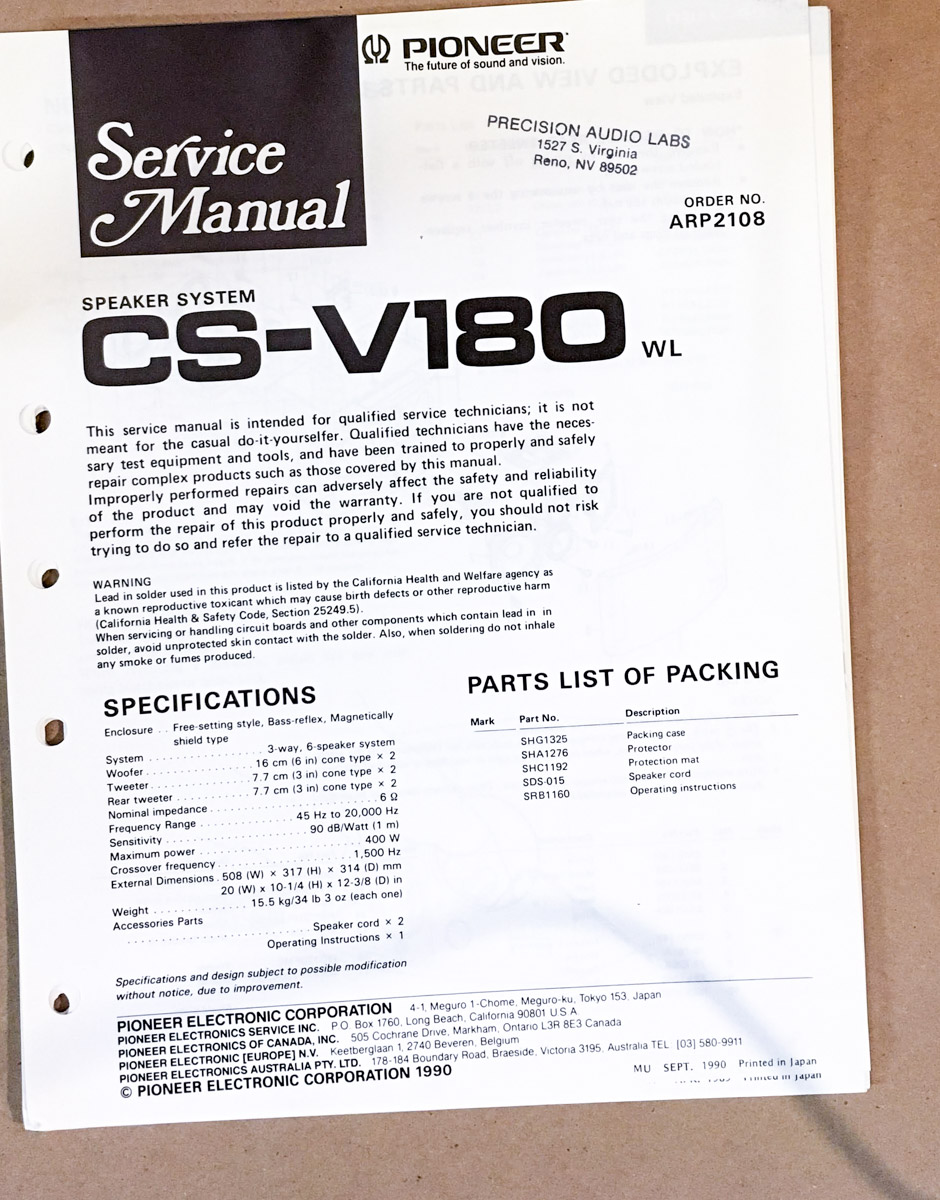 PIONEER
The future of sound and vision.
Service
Manual
PRECISION AUDIO LABS
1527 S. Virginia
Reno, NV 89502
ORDER NO.
ARP2108
SPEAKER SYSTEM
CS-V180 WL
This service manual is intended for qualified service technicians; it is not
meant for the casual do-it-yourselfer. Qualified technicians have the neces-
sary test equipment and tools, and have been trained to properly and safely
repair complex products such as those covered by this manual.
Improperly performed repairs can adversely affect the safety and reliability
of the product and may void the warranty. If you are not qualified to
perform the repair of this product properly and safely, you should not risk
trying to do so and refer the repair to a qualified service technician.
WARNING
Lead in solder used in this product is listed by the California Health and Welfare agency as
a known reproductive toxicant which may cause birth defects or other reproductive harm
(California Health & Safety Code, Section 25249.5).
When servicing or handling circuit boards and other components which contain lead in in
solder, avoid unprotected skin contact with the solder. Also, when soldering do not inhale
any smoke or fumes produced.
SPECIFICATIONS
Enclosure . . Free-setting style, Bass-reflex, Magnetically
shield type
System . . . . . . . . . . . . . . . . 3-way, 6-speaker system
Woofer . . . . . . . . . . . . . . . 16 cm (6 in) cone type × 2
Tweeter . . . . . . . . . . . . . . 7.7 cm (3 in) cone type × 2
Rear tweeter . . . . . . . . . . . 7.7 cm (3 in) cone type × 2
Nominal impedance . . . . . . . . . . . . . . . . . . . . . . . 6 Ω
Frequency Range . . . . . . . . . . . . . 45 Hz to 20,000 Hz
Sensitivity . . . . . . . . . . . . . . . . . . . 90 dB/Watt (1 m)
Maximum power . . . . . . . . . . . . . . . . . . . . . . . 400 W
Crossover frequency . . . . . . . . . . . . . . . . . . 1,500 Hz
External Dimensions . 508 (W) × 317 (H) × 314 (D) mm
20 (W) x 10-1/4 (H) x 12-3/8 (D) in
Weight . . . . . . . . . . . . . 15.5 kg/34 lb 3 oz (each one)
Accessories Parts
. . . . . . . . . . . . . . . . . . . . . . . . . Speaker cord × 2
Operating Instructions × 1
Specifications and design subject to possible modification
without notice, due to improvement.
PARTS LIST OF PACKING
Mark Part No. Description
SHG1325 Packing case
SHA1276 Protector
SHC1192 Protection mat
SDS-015 Speaker cord
SRB1160 Operating instructions
PIONEER ELECTRONIC CORPORATION 4-1, Meguro 1-Chome, Meguro-ku, Tokyo 153, Japan
PIONEER ELECTRONICS SERVICE INC. P.O. Box 1760, Long Beach, California 90801 U.S.A.
PIONEER ELECTRONICS OF CANADA, INC. 505 Cochrane Drive, Markham, Ontario L3R 8E3 Canada
PIONEER ELECTRONIC [EUROPE] N.V. Keetberglaan 1, 2740 Beveren, Belgium
PIONEER ELECTRONICS AUSTRALIA PTY. LTD. 178-184 Boundary Road, Braeside, Victoria 3195, Australia TEL [03] 580-9911
© PIONEER ELECTRONIC CORPORATION 1990
MU SEPT. 1990 Printed in Japan
Printed in Japan